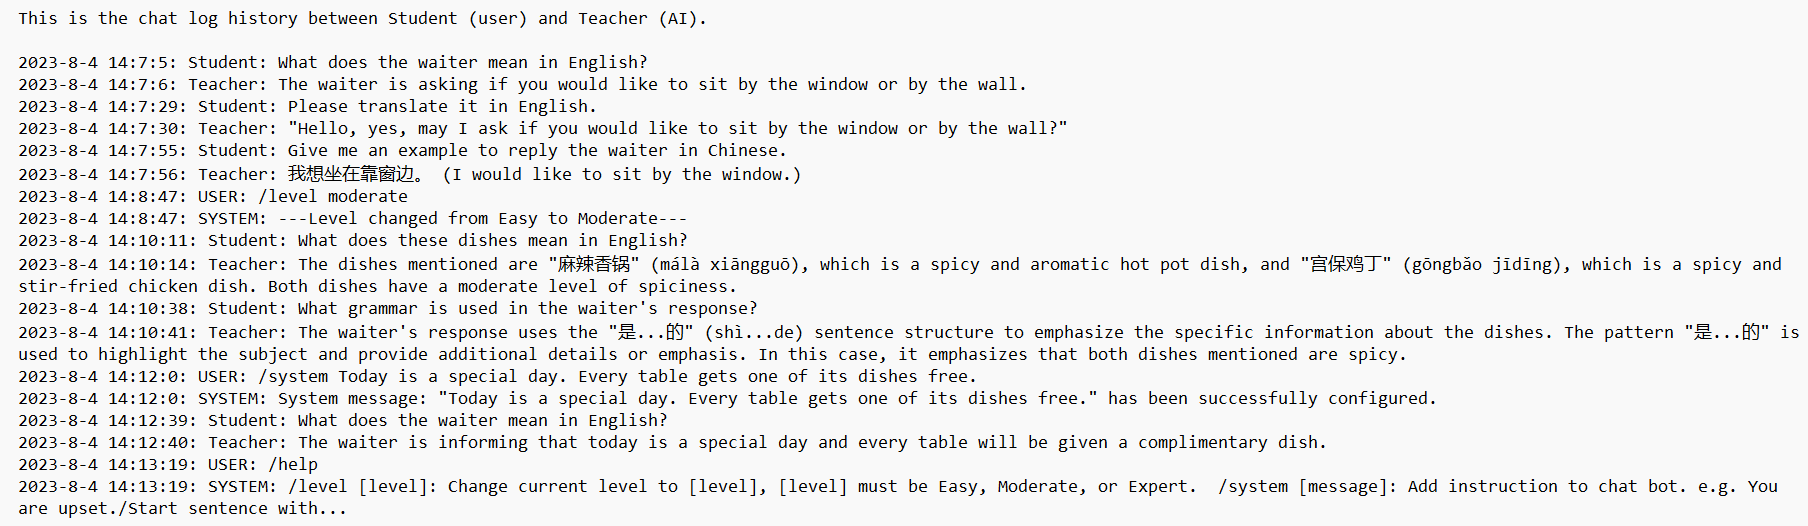 This is the chat log history between Student (user) and Teacher (AI).
2023-8-4 14:7:5: Student: What does the waiter mean in English?
2023-8-4 14:7:6: Teacher: The waiter is asking if you would like to sit by the window or by the wall.
2023-8-4 14:7:29: Student: Please translate it in English.
2023-8-4 14:7:30: Teacher: "Hello, yes, may I ask if you would like to sit by the window or by the wall?"
2023-8-4 14:7:55: Student: Give me an example to reply the waiter in Chinese.
2023-8-4 14:7:56: Teacher: 我想坐在靠窗边。 (I would like to sit by the window.)
2023-8-4 14:8:47: USER: /level moderate
2023-8-4 14:8:47: SYSTEM: ---Level changed from Easy to Moderate---
2023-8-4 14:10:11: Student: What does these dishes mean in English?
2023-8-4 14:10:14: Teacher: The dishes mentioned are "麻辣香锅" (málà xiāngguō), which is a spicy and aromatic hot pot dish, and "宫保鸡丁" (gōngbǎo jīdīng), which is a spicy and
stir-fried chicken dish. Both dishes have a moderate level of spiciness.
2023-8-4 14:10:38: Student: What grammar is used in the waiter's response?
2023-8-4 14:10:41: Teacher: The waiter's response uses the "是...的" (shì...de) sentence structure to emphasize the specific information about the dishes. The pattern "是...的" is
used to highlight the subject and provide additional details or emphasis. In this case, it emphasizes that both dishes mentioned are spicy.
2023-8-4 14:12:0: USER: /system Today is a special day. Every table gets one of its dishes free.
2023-8-4 14:12:0: SYSTEM: System message: "Today is a special day. Every table gets one of its dishes free." has been successfully configured.
2023-8-4 14:12:39: Student: What does the waiter mean in English?
2023-8-4 14:12:40: Teacher: The waiter is informing that today is a special day and every table will be given a complimentary dish.
2023-8-4 14:13:19: USER: /help
2023-8-4 14:13:19: SYSTEM: /level [level]: Change current level to [level], [level] must be Easy, Moderate, or Expert.  /system [message]: Add instruction to chat bot. e.g. You
are upset./Start sentence with...